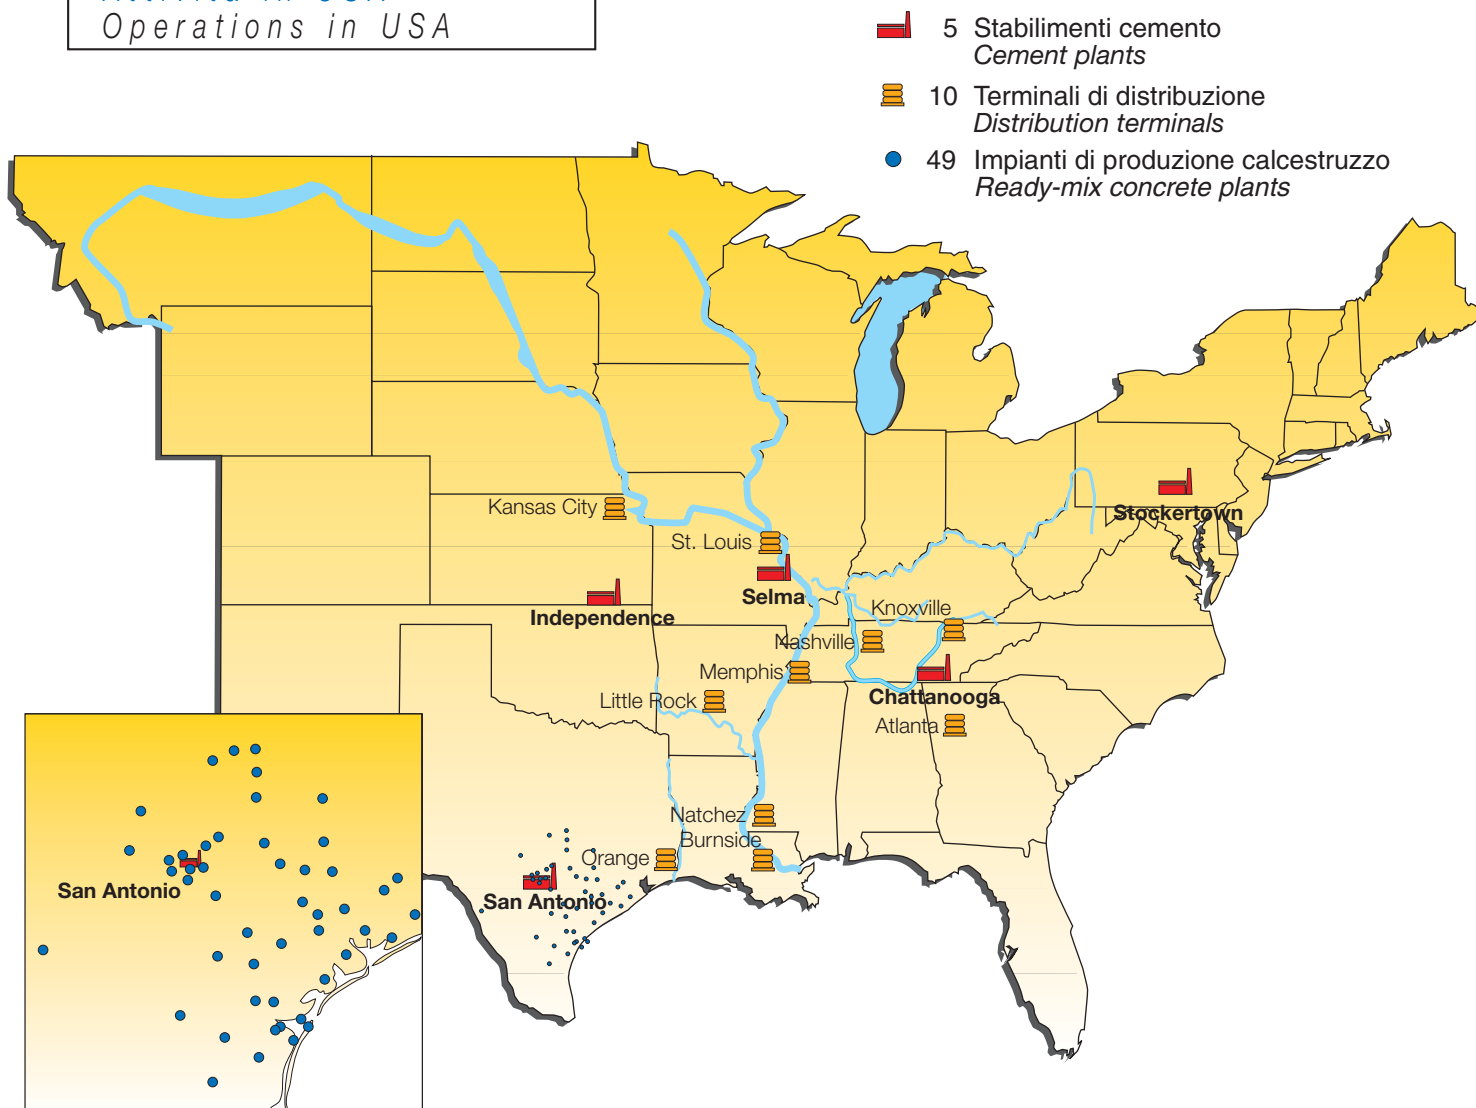 Operations in USA
5 Stabilimenti cemento
Cement plants
10 Terminali di distribuzione
Distribution terminals
49 Impianti di produzione calcestruzzo
Ready-mix concrete plants
Kansas City
Stockertown
St. Louis
Selma
Independence
Knoxville
Nashville
Memphis
Chattanooga
Little Rock
Atlanta
Natchez
Burnside
Orange
San Antonio
San Antonio